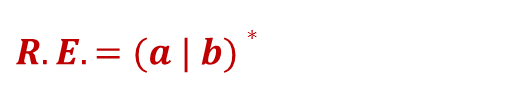 R.E.= (a | b) *